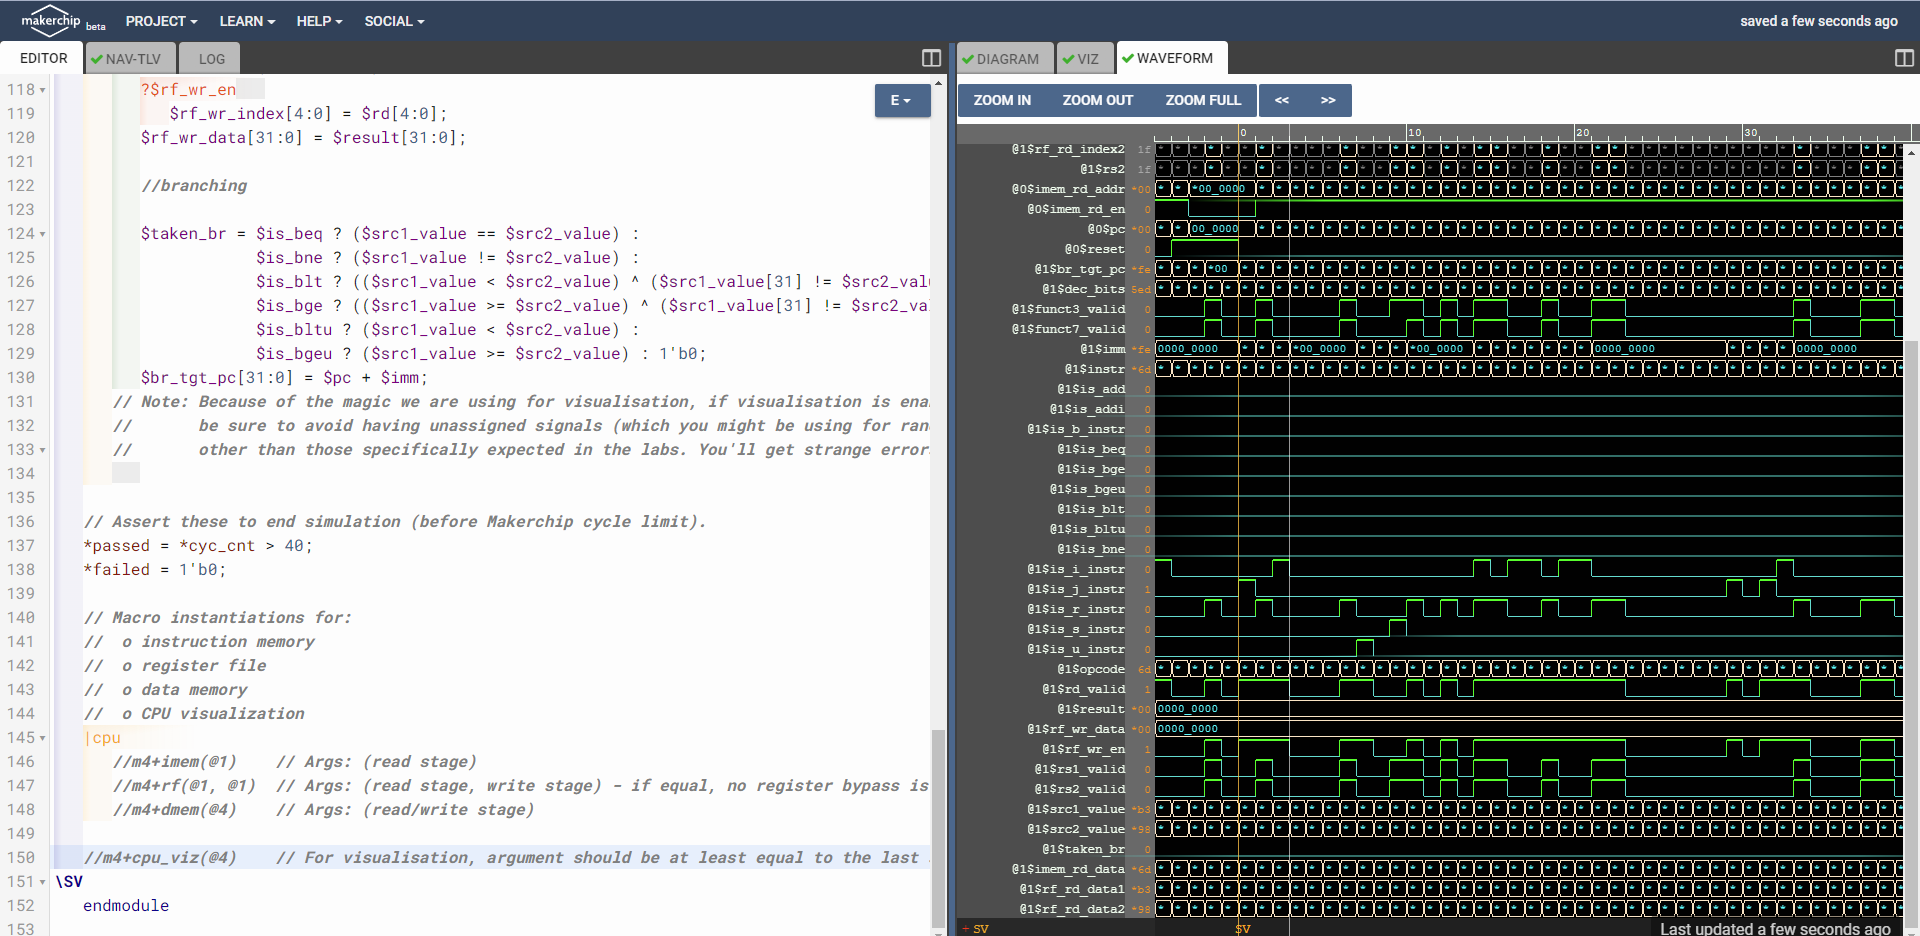 makerchip beta PROJECT LEARN HELP SOCIAL saved a few seconds ago
EDITOR NAV-TLV LOG
E
118 ?$rf_wr_en
119 $rf_wr_index[4:0] = $rd[4:0];
120 $rf_wr_data[31:0] = $result[31:0];
121
122 //branching
123
124 $taken_br = $is_beq ? ($src1_value == $src2_value) :
125 $is_bne ? ($src1_value != $src2_value) :
126 $is_blt ? (($src1_value < $src2_value) ^ ($src1_value[31] != $src2_val
127 $is_bge ? (($src1_value >= $src2_value) ^ ($src1_value[31] != $src2_va
128 $is_bltu ? ($src1_value < $src2_value) :
129 $is_bgeu ? ($src1_value >= $src2_value) : 1'b0;
130 $br_tgt_pc[31:0] = $pc + $imm;
131 // Note: Because of the magic we are using for visualisation, if visualisation is ena
132 // be sure to avoid having unassigned signals (which you might be using for ran
133 // other than those specifically expected in the labs. You'll get strange error
134
135
136 // Assert these to end simulation (before Makerchip cycle limit).
137 *passed = *cyc_cnt > 40;
138 *failed = 1'b0;
139
140 // Macro instantiations for:
141 // o instruction memory
142 // o register file
143 // o data memory
144 // o CPU visualization
145 |cpu
146 //m4+imem(@1) // Args: (read stage)
147 //m4+rf(@1, @1) // Args: (read stage, write stage) - if equal, no register bypass is
148 //m4+dmem(@4) // Args: (read/write stage)
149
150 //m4+cpu_viz(@4) // For visualisation, argument should be at least equal to the last
151 \SV
152 endmodule
153
DIAGRAM VIZ WAVEFORM
ZOOM IN ZOOM OUT ZOOM FULL << >>
0 10 20 30
@1$rf_rd_index2 1f
@1$rs2 1f
@0$imem_rd_addr *00 *00_0000
@0$imem_rd_en 0
@0$pc *00 00_0000
@0$reset 0
@1$br_tgt_pc *fe *00
@1$dec_bits 5ed
@1$funct3_valid 0
@1$funct7_valid 0
@1$imm *fe 0000_0000 *00_0000 *00_0000 0000_0000 0000_0000
@1$instr *6d
@1$is_add 0
@1$is_addi 0
@1$is_b_instr 0
@1$is_beq 0
@1$is_bge 0
@1$is_bgeu 0
@1$is_blt 0
@1$is_bltu 0
@1$is_bne 0
@1$is_i_instr 0
@1$is_j_instr 1
@1$is_r_instr 0
@1$is_s_instr 0
@1$is_u_instr 0
@1$opcode 6d
@1$rd_valid 1
@1$result *00 0000_0000
@1$rf_wr_data *00 0000_0000
@1$rf_wr_en 1
@1$rs1_valid 0
@1$rs2_valid 0
@1$src1_value *b3
@1$src2_value *98
@1$taken_br 0
@1$imem_rd_data *6d
@1$rf_rd_data1 *b3
@1$rf_rd_data2 *98
+ SV $V
Last updated a few seconds ago